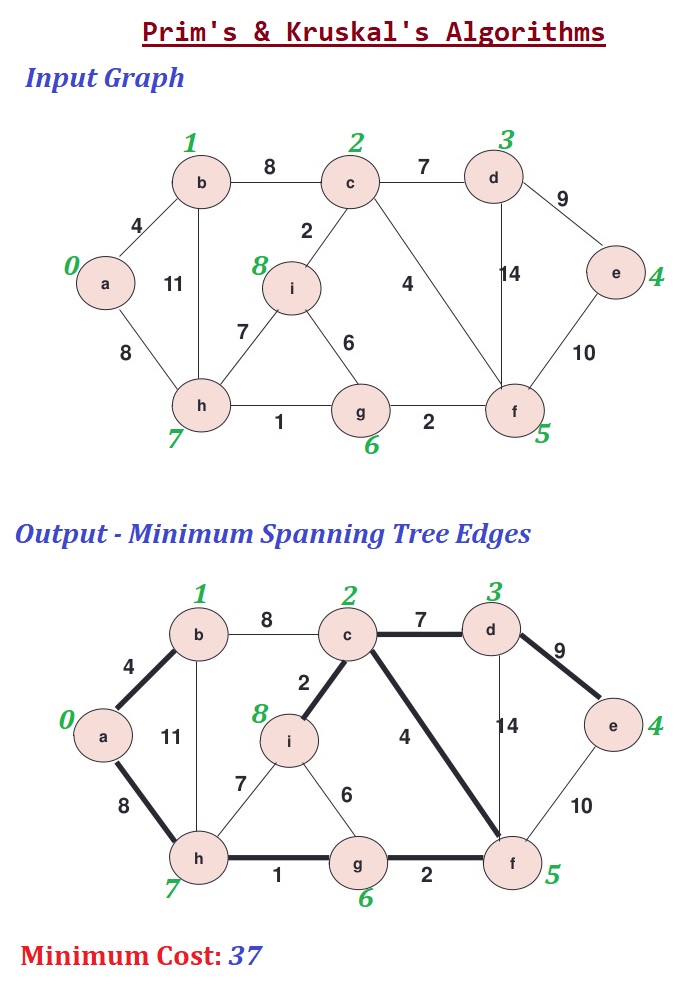 Prim's & Kruskal's Algorithms
Input Graph
1 2 3
b 8 c 7 d
9
4 2
0 a 11 8 i 4 14 e 4
8 7 6 10
h 1 g 2 f
7 6 5
Output - Minimum Spanning Tree Edges
1 2 3
b 8 c 7 d
9
4 2
0 a 11 8 i 4 14 e 4
8 7 6 10
h 1 g 2 f
7 6 5
Minimum Cost: 37